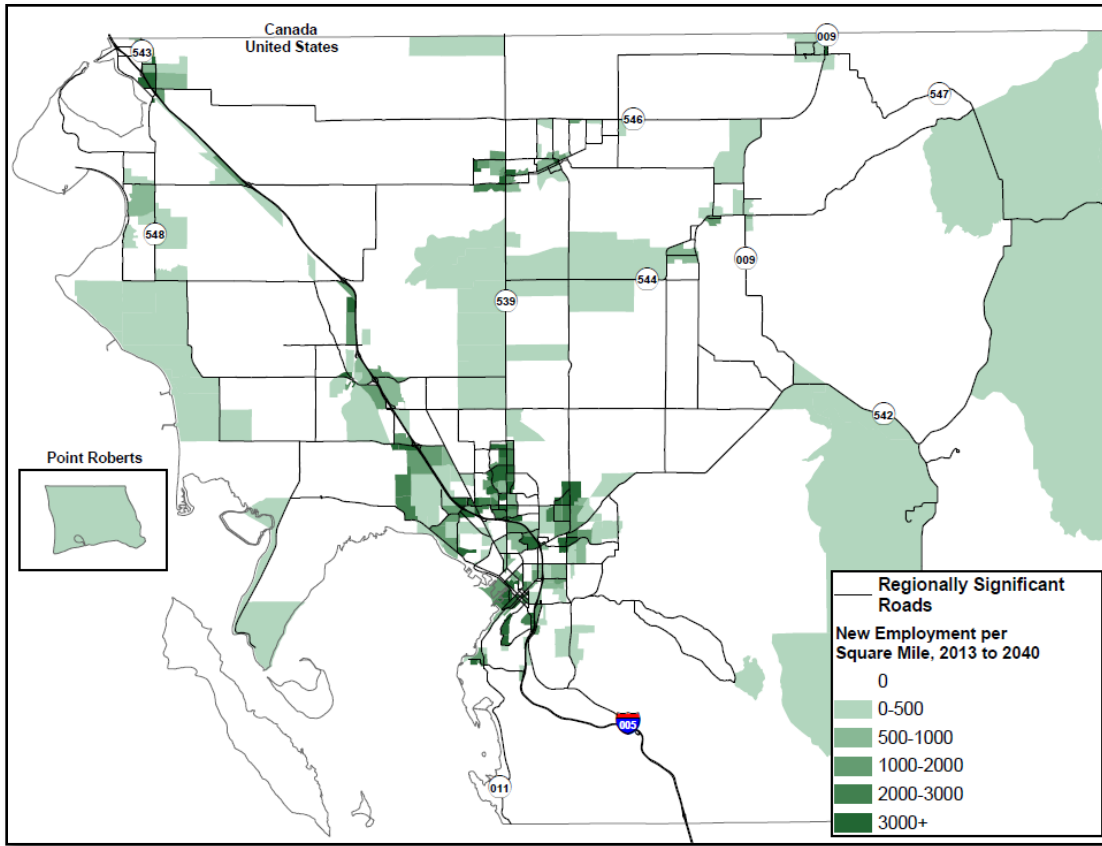 Canada
United States
543
009
547
546
548
009
544
539
542
Point Roberts
005
011
Regionally Significant
Roads
New Employment per
Square Mile, 2013 to 2040
0
0-500
500-1000
1000-2000
2000-3000
3000+